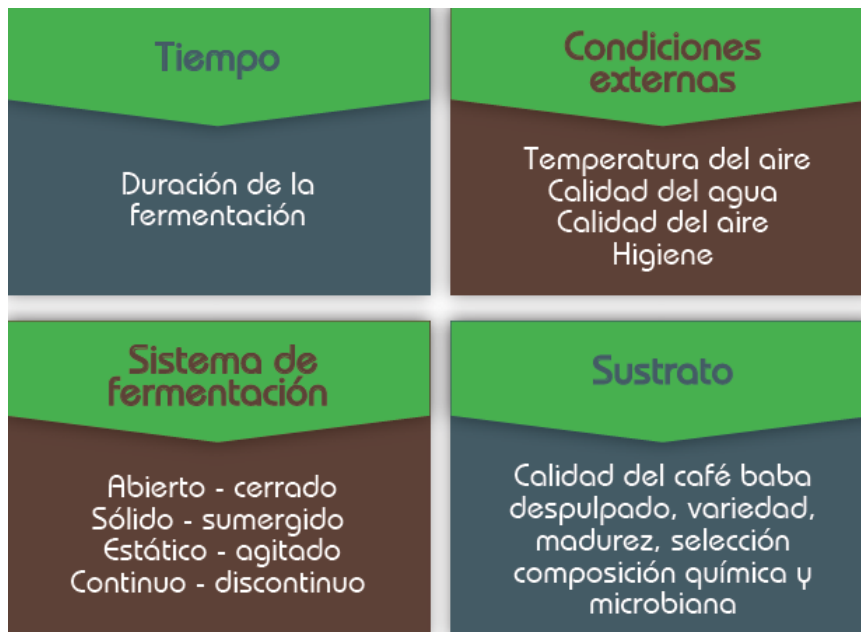 Tiempo
Duración de la
fermentación
Condiciones
externas
Temperatura del aire
Calidad del agua
Calidad del aire
Higiene
Sistema de
fermentación
Abierto - cerrado
Sólido - sumergido
Estático - agitado
Continuo - discontinuo
Sustrato
Calidad del café baba
despulpado, variedad,
madurez, selección
composición química y
microbiana